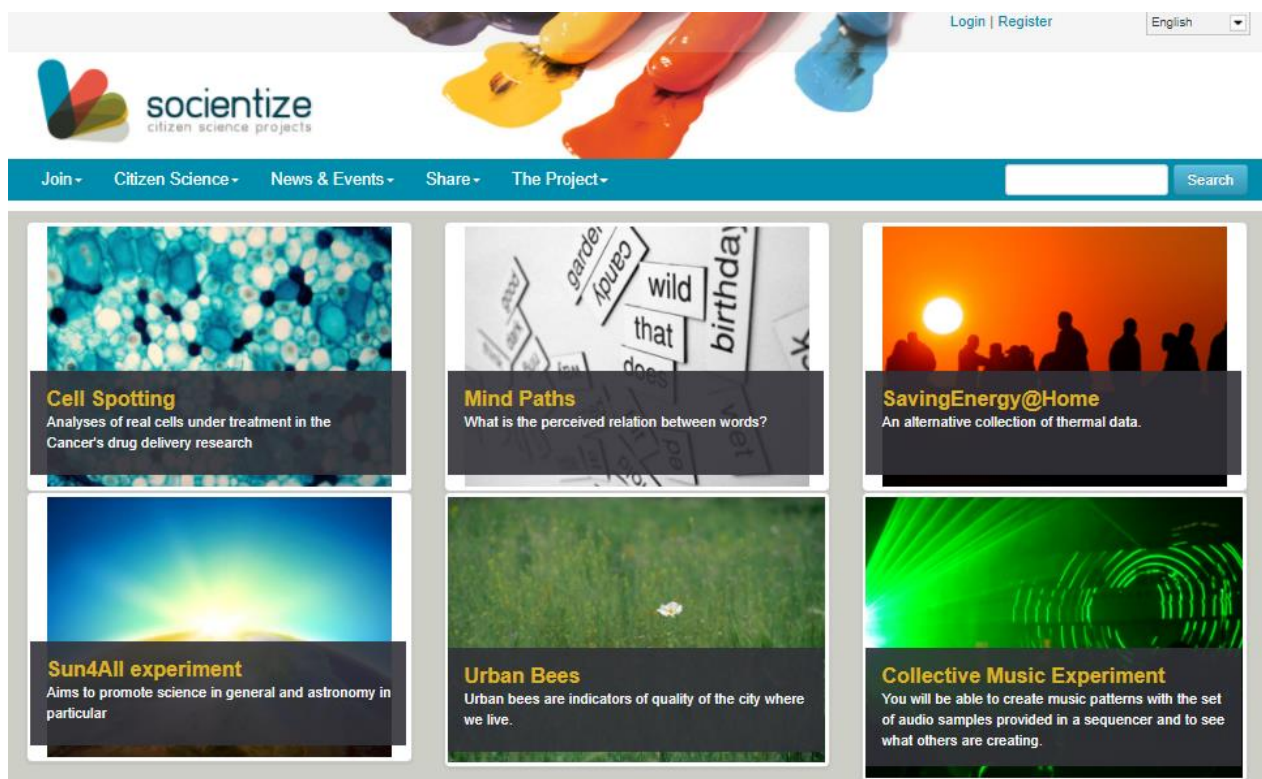 Login | Register
English
socientize
citizen science projects
Join
Citizen Science
News & Events
Share
The Project
Search
garden
candy
good
wild
that
does
birthday
vet
Cell Spotting
Analyses of real cells under treatment in the
Cancer's drug delivery research
Mind Paths
What is the perceived relation between words?
SavingEnergy@Home
An alternative collection of thermal data.
Sun4All experiment
Aims to promote science in general and astronomy in
particular
Urban Bees
Urban bees are indicators of quality of the city where
we live.
Collective Music Experiment
You will be able to create music patterns with the set
of audio samples provided in a sequencer and to see
what others are creating.